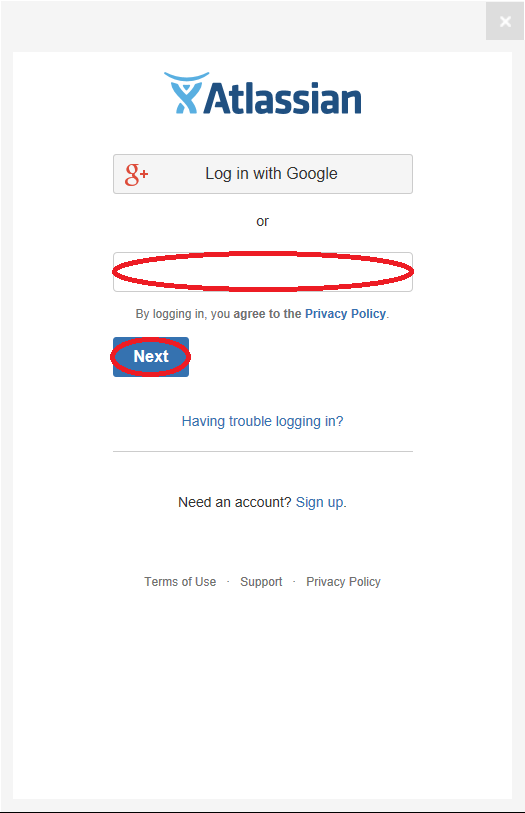 Atlassian
g+ Log in with Google
or
By logging in, you agree to the Privacy Policy.
Next
Having trouble logging in?
Need an account? Sign up.
Terms of Use · Support · Privacy Policy